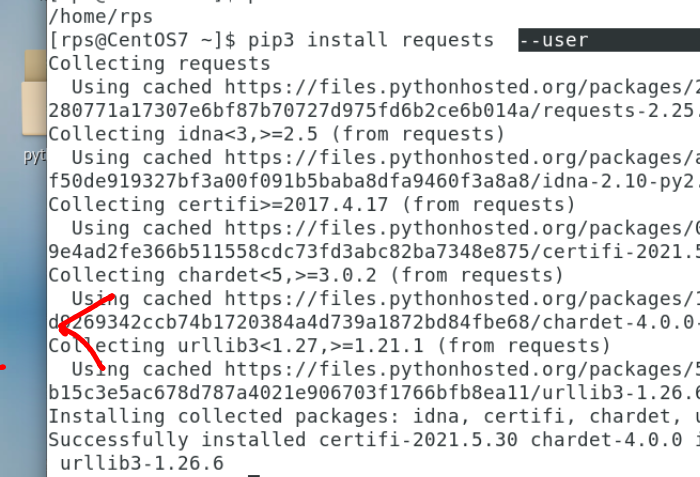 /home/rps
[rps@CentOS7 ~]$ pip3 install requests --user
Collecting requests
Using cached https://files.pythonhosted.org/packages/2
280771a17307e6bf87b70727d975fd6b2ce6b014a/requests-2.25.
Collecting idna<3,>=2.5 (from requests)
Using cached https://files.pythonhosted.org/packages/a
f50de919327bf3a00f091b5baba8dfa9460f3a8a8/idna-2.10-py2.
Collecting certifi>=2017.4.17 (from requests)
Using cached https://files.pythonhosted.org/packages/0
9e4ad2fe366b511558cdc73fd3abc82ba7348e875/certifi-2021.5
Collecting chardet<5,>=3.0.2 (from requests)
Using cached https://files.pythonhosted.org/packages/1
d9269342ccb74b1720384a4d739a1872bd84fbe68/chardet-4.0.0-
Collecting urllib3<1.27,>=1.21.1 (from requests)
Using cached https://files.pythonhosted.org/packages/5
b15c3e5ac678d787a4021e906703f1766bfb8ea11/urllib3-1.26.6
Installing collected packages: idna, certifi, chardet, u
Successfully installed certifi-2021.5.30 chardet-4.0.0 i
urllib3-1.26.6
pyt